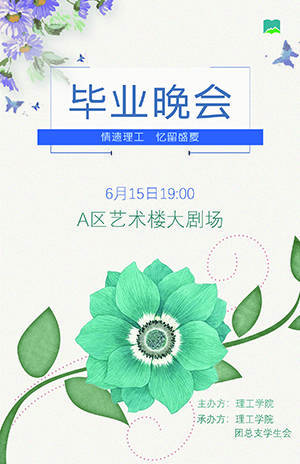 毕业晚会
情遗理工 忆留盛夏
6月15日19:00
A区艺术楼大剧场
主办方：理工学院
承办方：理工学院
团总支学生会